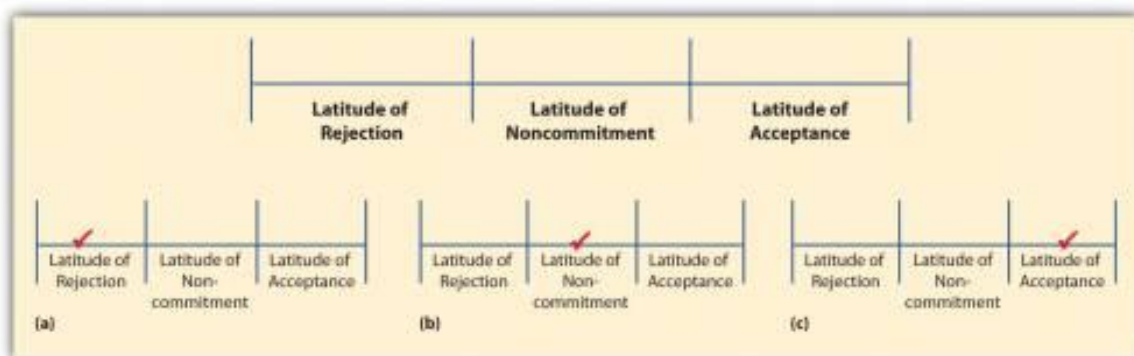 Latitude of
Rejection
Latitude of
Noncommitment
Latitude of
Acceptance
Latitude of
Rejection
Latitude of
Non-
commitment
Latitude of
Acceptance
(a)
Latitude of
Rejection
Latitude of
Non-
commitment
Latitude of
Acceptance
(b)
Latitude of
Rejection
Latitude of
Non-
commitment
Latitude of
Acceptance
(c)